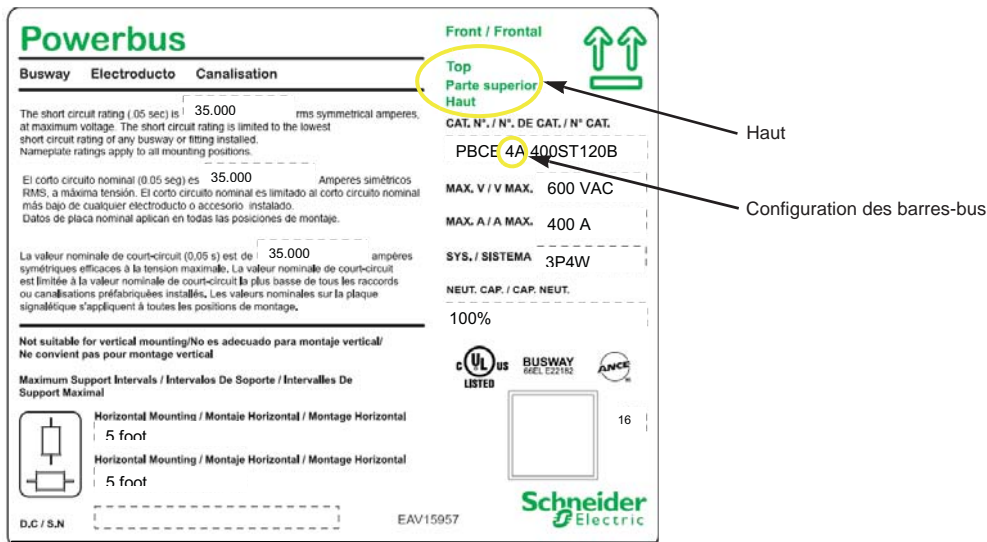 Powerbus
Busway Electroducto Canalisation
The short circuit rating (.05 sec) is 35.000 rms symmetrical amperes,
at maximum voltage. The short circuit rating is limited to the lowest
short circuit rating of any busway or fitting installed.
Nameplate ratings apply to all mounting positions.
El corto circuito nominal (0.05 seg) es 35.000 Amperes simétricos
RMS, a máxima tensión. El corto circuito nominal es limitado al corto circuito nominal
más bajo de cualquier electroducto o accesorio instalado.
Datos de placa nominal aplican en todas las posiciones de montaje.
La valeur nominale de court-circuit (0,05 s) est de 35.000 ampères
symétriques efficaces à la tension maximale. La valeur nominale de court-circuit
est limitée à la valeur nominale de court-circuit la plus basse de tous les raccords
ou canalisations préfabriquées installés. Les valeurs nominales sur la plaque
signalétique s'appliquent à toutes les positions de montage.
Not suitable for vertical mounting/No es adecuado para montaje vertical/
Ne convient pas pour montage vertical
Maximum Support Intervals / Intervalos De Soporte / Intervalles De
Support Maximal
Horizontal Mounting / Montaje Horizontal / Montage Horizontal
5 foot
Horizontal Mounting / Montaje Horizontal / Montage Horizontal
5 foot
D.C / S.N
EAV15957
Front / Frontal
Top
Parte superior
Haut
CAT. N°. / N°. DE CAT. / N° CAT.
PBCE 4A 400ST120B
MAX. V / V MAX. 600 VAC
MAX. A / A MAX. 400 A
SYS. / SISTEMA 3P4W
NEUT. CAP. / CAP. NEUT.
100%
c UL us
LISTED
BUSWAY
66EL E22182
ANCE
16
Schneider
Electric
Haut
Configuration des barres-bus